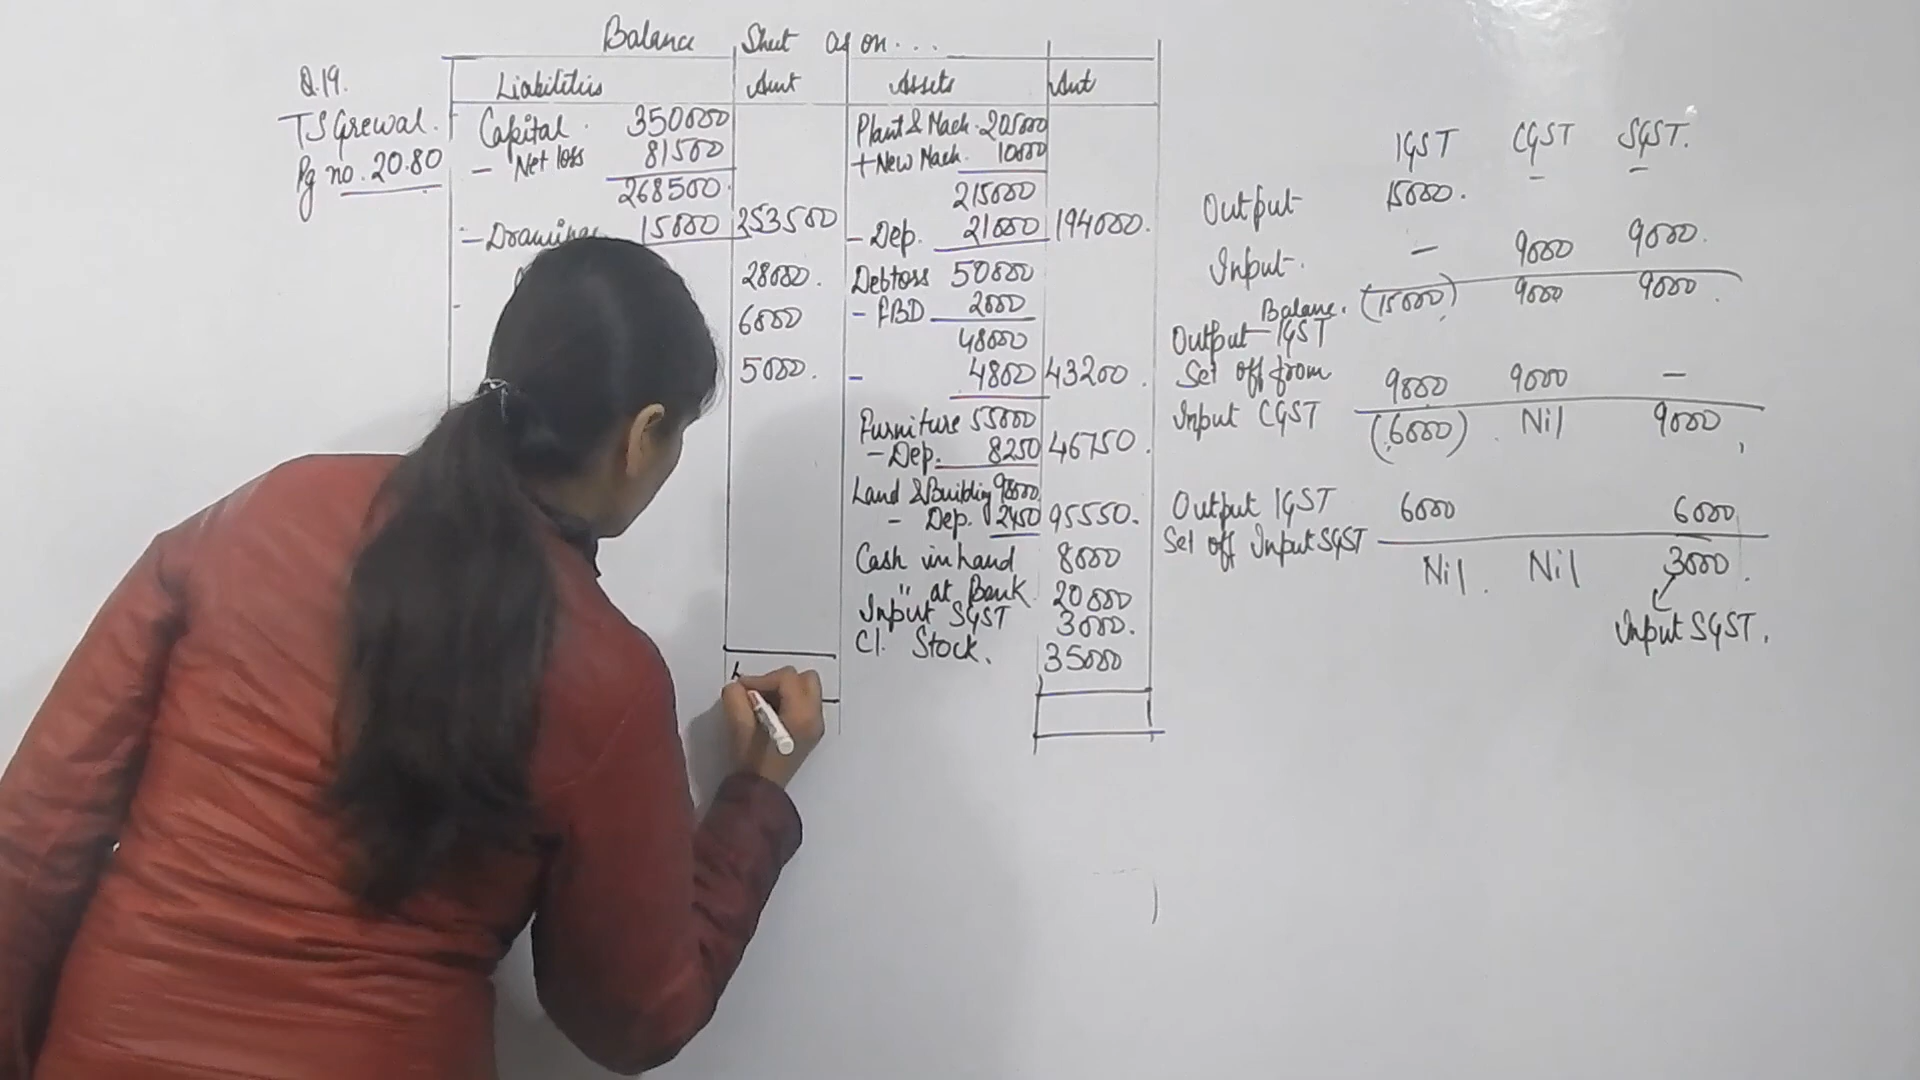 Balance Sheet as on....
Q.19.
TS Grewal.
Pg no. 20.80
Liabilities Amt Assets Amt
Capital. 350000 Plant & Mach. 205000
- Net loss 81500 + New Mach. 10000
268500. 215000
- Drawings 15000 253500 - Dep. 21000 194000.
28000. Debtors 50000
6000 - PBD 2000
48000
5000. - 4800 43200.
Furniture 55000
- Dep. 8250 46750.
Land & Building 98000
- Dep. 2450 95550.
Cash in hand 8000
" at Bank 20000
Input SGST 3000.
Cl. Stock. 35000
IGST CGST SGST.
Output 15000. - -
Input. - 9000 9000.
Balance. (15000) 9000 9000.
Output IGST
Set off from 9000 9000 -
Input CGST (6000) Nil 9000
Output IGST 6000 6000
Set off Input SGST
Nil. Nil 3000.
Input SGST.